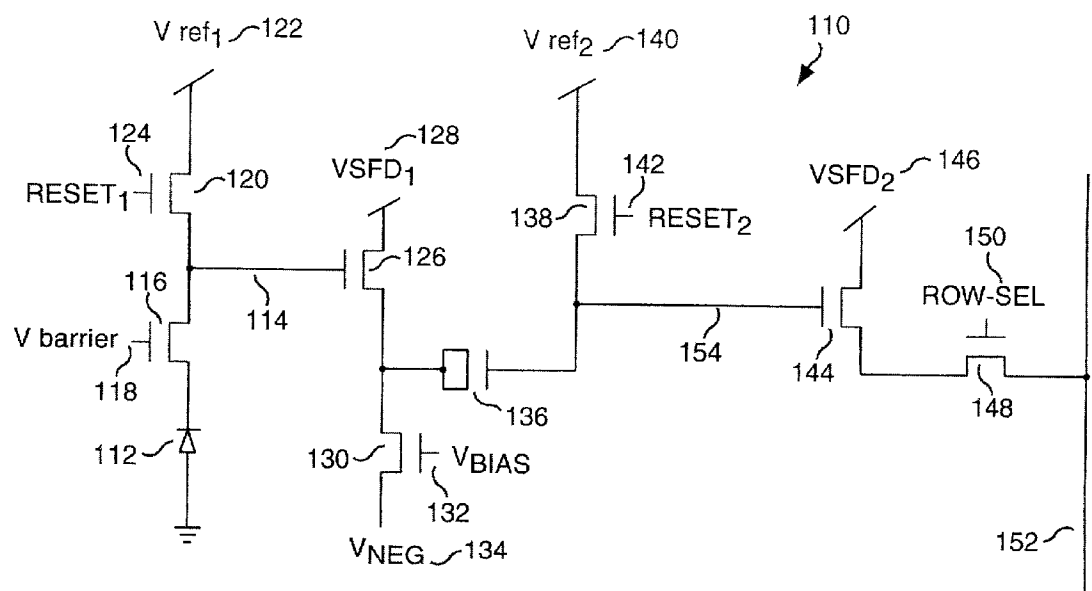 V ref1 122
V ref2 140
110
124
RESET1
120
128
VSFD1
142
138
RESET2
146
VSFD2
150
ROW-SEL
116
V barrier
118
114
126
154
144
148
136
112
130
VBIAS
132
VNEG 134
152